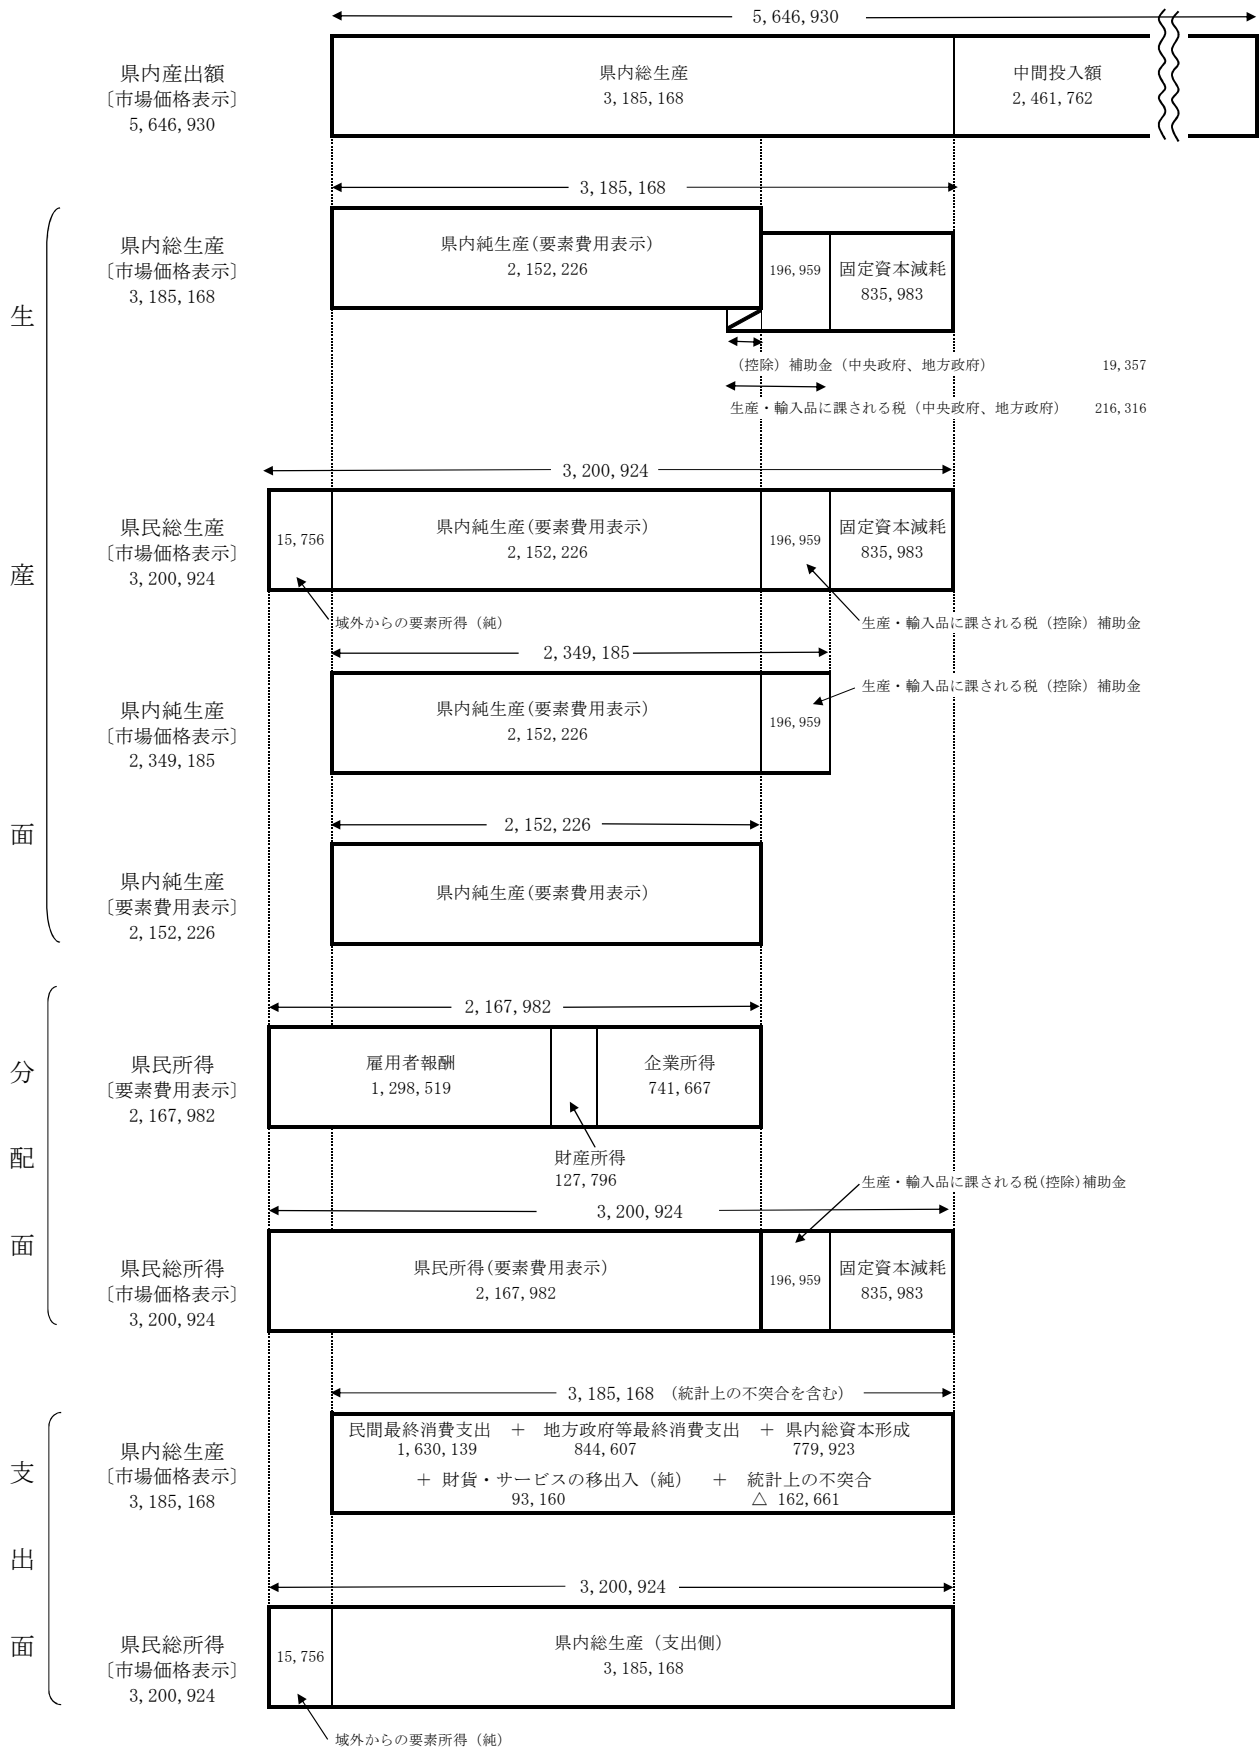 5,646,930
県内産出額
〔市場価格表示〕
5,646,930
県内総生産
3,185,168
中間投入額
2,461,762
生産面
3,185,168
県内総生産
〔市場価格表示〕
3,185,168
県内純生産(要素費用表示)
2,152,226
196,959
固定資本減耗
835,983
(控除) 補助金 (中央政府、地方政府) 19,357
生産・輸入品に課される税 (中央政府、地方政府) 216,316
3,200,924
県民総生産
〔市場価格表示〕
3,200,924
15,756
県内純生産(要素費用表示)
2,152,226
196,959
固定資本減耗
835,983
域外からの要素所得 (純)
生産・輸入品に課される税 (控除) 補助金
2,349,185
県内純生産
〔市場価格表示〕
2,349,185
県内純生産(要素費用表示)
2,152,226
196,959
生産・輸入品に課される税 (控除) 補助金
2,152,226
県内純生産
〔要素費用表示〕
2,152,226
県内純生産(要素費用表示)
分配面
2,167,982
県民所得
〔要素費用表示〕
2,167,982
雇用者報酬
1,298,519
企業所得
741,667
財産所得
127,796
生産・輸入品に課される税(控除)補助金
3,200,924
県民総所得
〔市場価格表示〕
3,200,924
県民所得(要素費用表示)
2,167,982
196,959
固定資本減耗
835,983
支出面
3,185,168 (統計上の不突合を含む)
県内総生産
〔市場価格表示〕
3,185,168
民間最終消費支出 + 地方政府等最終消費支出 + 県内総資本形成
1,630,139 844,607 779,923
+ 財貨・サービスの移出入 (純) + 統計上の不突合
93,160 △ 162,661
3,200,924
県民総所得
〔市場価格表示〕
3,200,924
15,756
県内総生産 (支出側)
3,185,168
域外からの要素所得 (純)